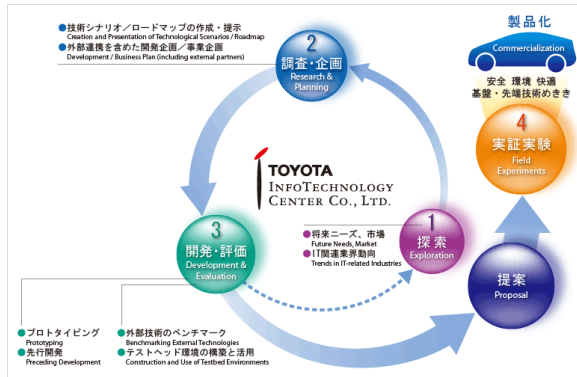 ●技術シナリオ／ロードマップの作成・提示
Creation and Presentation of Technological Scenarios / Roadmap
●外部連携を含めた開発企画／事業企画
Development / Business Plan (including external partners)
2
調査・企画
Research &
Planning
製品化
Commercialization
安全 環境 快適
基盤・先端技術めきき
4
実証実験
Field
Experiments
TOYOTA
INFOTECHNOLOGY
CENTER CO., LTD.
3
開発・評価
Development &
Evaluation
●将来ニーズ、市場
Future Needs, Market
●IT関連業界動向
Trends in IT-related Industries
1
探索
Exploration
提案
Proposal
●プロトタイピング
Prototyping
●先行開発
Preceding Development
●外部技術のベンチマーク
Benchmarking External Technologies
●テストヘッド環境の構築と活用
Construction and Use of Testbed Environments